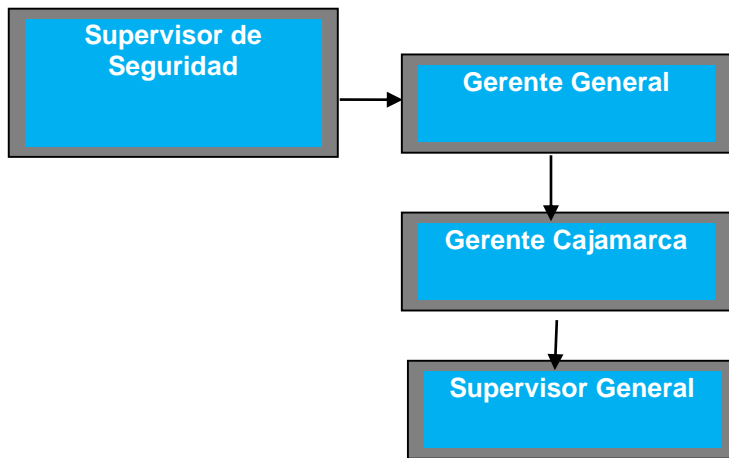 Supervisor de
Seguridad
Gerente General
Gerente Cajamarca
Supervisor General